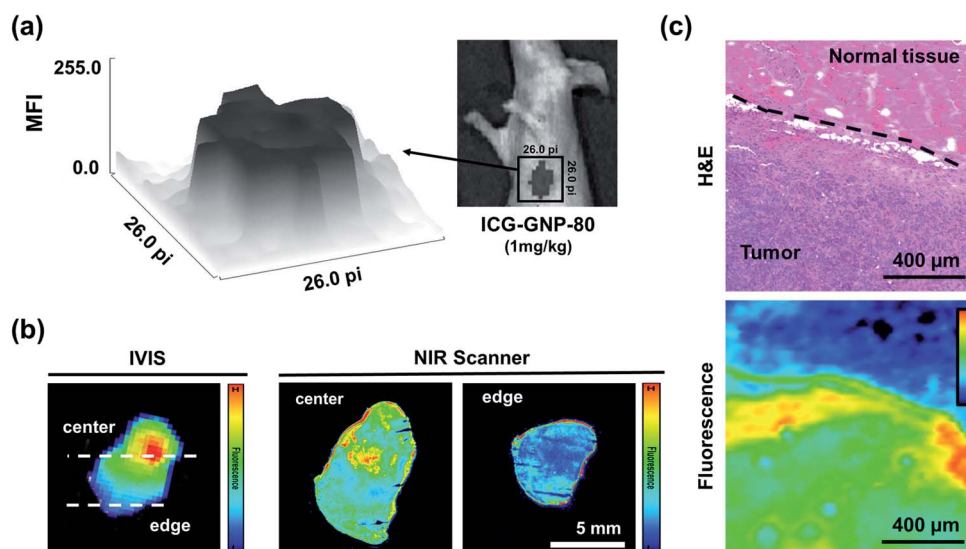 (a)
255.0
MFI
0.0
26.0 pi
26.0 pi
26.0 pi
26.0 pi
ICG-GNP-80
(1mg/kg)
(b)
IVIS
NIR Scanner
center
edge
Fluorescence
center
edge
Fluorescence
5 mm
(c)
H&E
Normal tissue
Tumor
400 µm
Fluorescence
400 µm